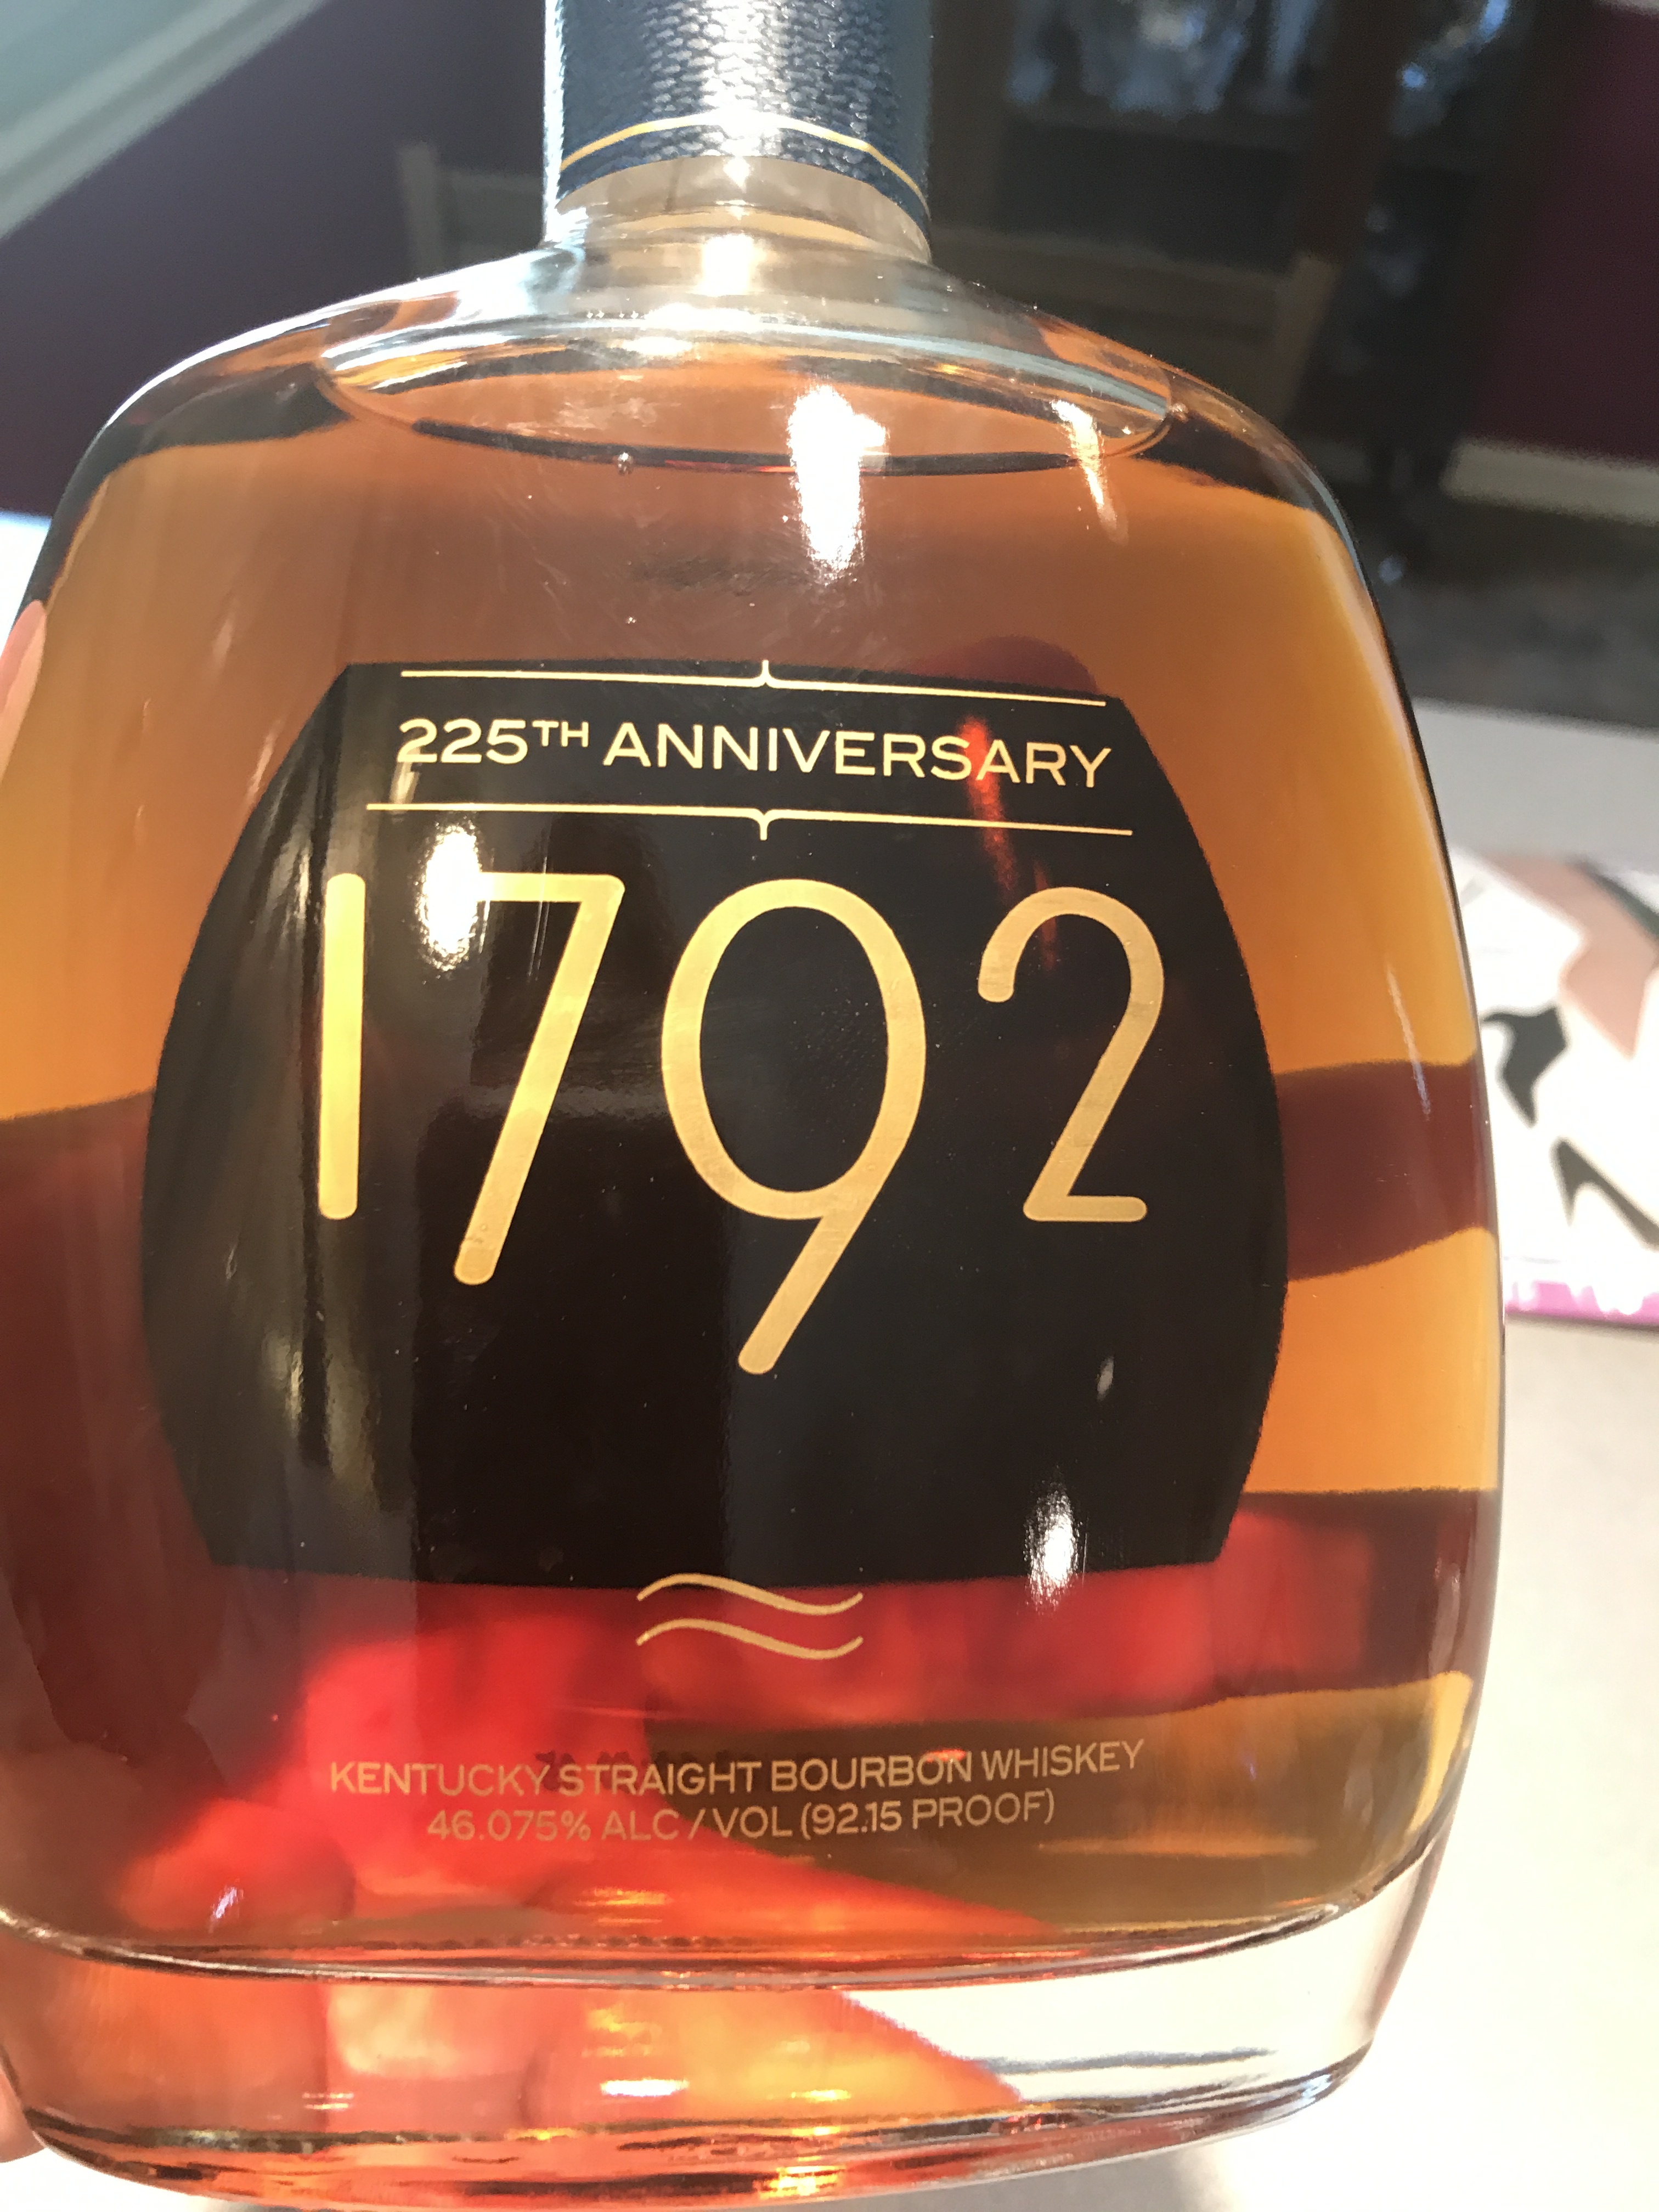 225TH ANNIVERSARY
1792
KENTUCKY STRAIGHT BOURBON WHISKEY
46.075% ALC / VOL (92.15 PROOF)